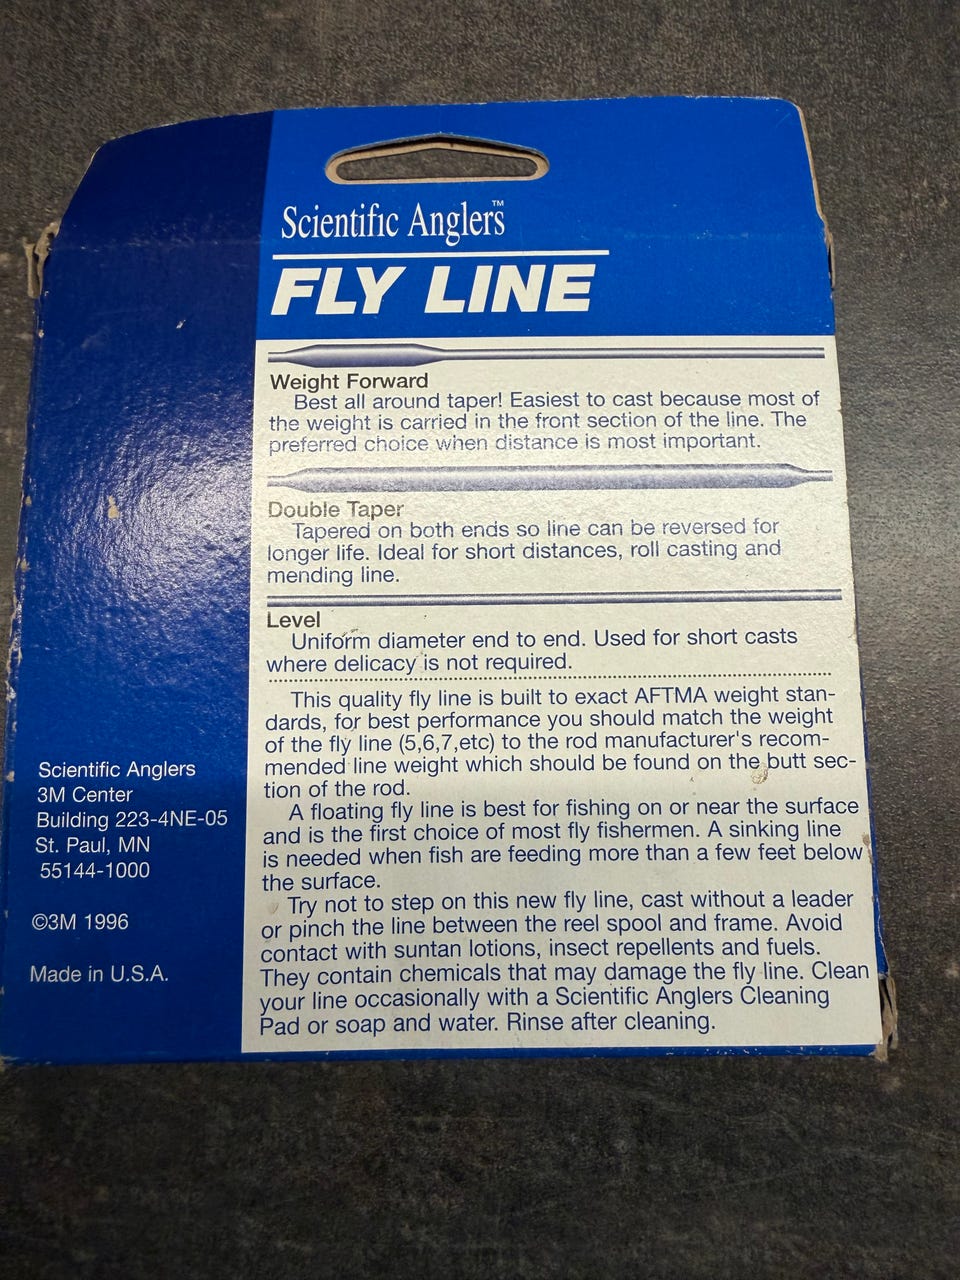 Scientific Anglers™
FLY LINE
Weight Forward
Best all around taper! Easiest to cast because most of
the weight is carried in the front section of the line. The
preferred choice when distance is most important.
Double Taper
Tapered on both ends so line can be reversed for
longer life. Ideal for short distances, roll casting and
mending line.
Level
Uniform diameter end to end. Used for short casts
where delicacy is not required.
This quality fly line is built to exact AFTMA weight stan-
dards, for best performance you should match the weight
of the fly line (5,6,7,etc) to the rod manufacturer's recom-
mended line weight which should be found on the butt sec-
tion of the rod.
A floating fly line is best for fishing on or near the surface
and is the first choice of most fly fishermen. A sinking line
is needed when fish are feeding more than a few feet below
the surface.
Try not to step on this new fly line, cast without a leader
or pinch the line between the reel spool and frame. Avoid
contact with suntan lotions, insect repellents and fuels.
They contain chemicals that may damage the fly line. Clean
your line occasionally with a Scientific Anglers Cleaning
Pad or soap and water. Rinse after cleaning.
Scientific Anglers
3M Center
Building 223-4NE-05
St. Paul, MN
55144-1000
©3M 1996
Made in U.S.A.